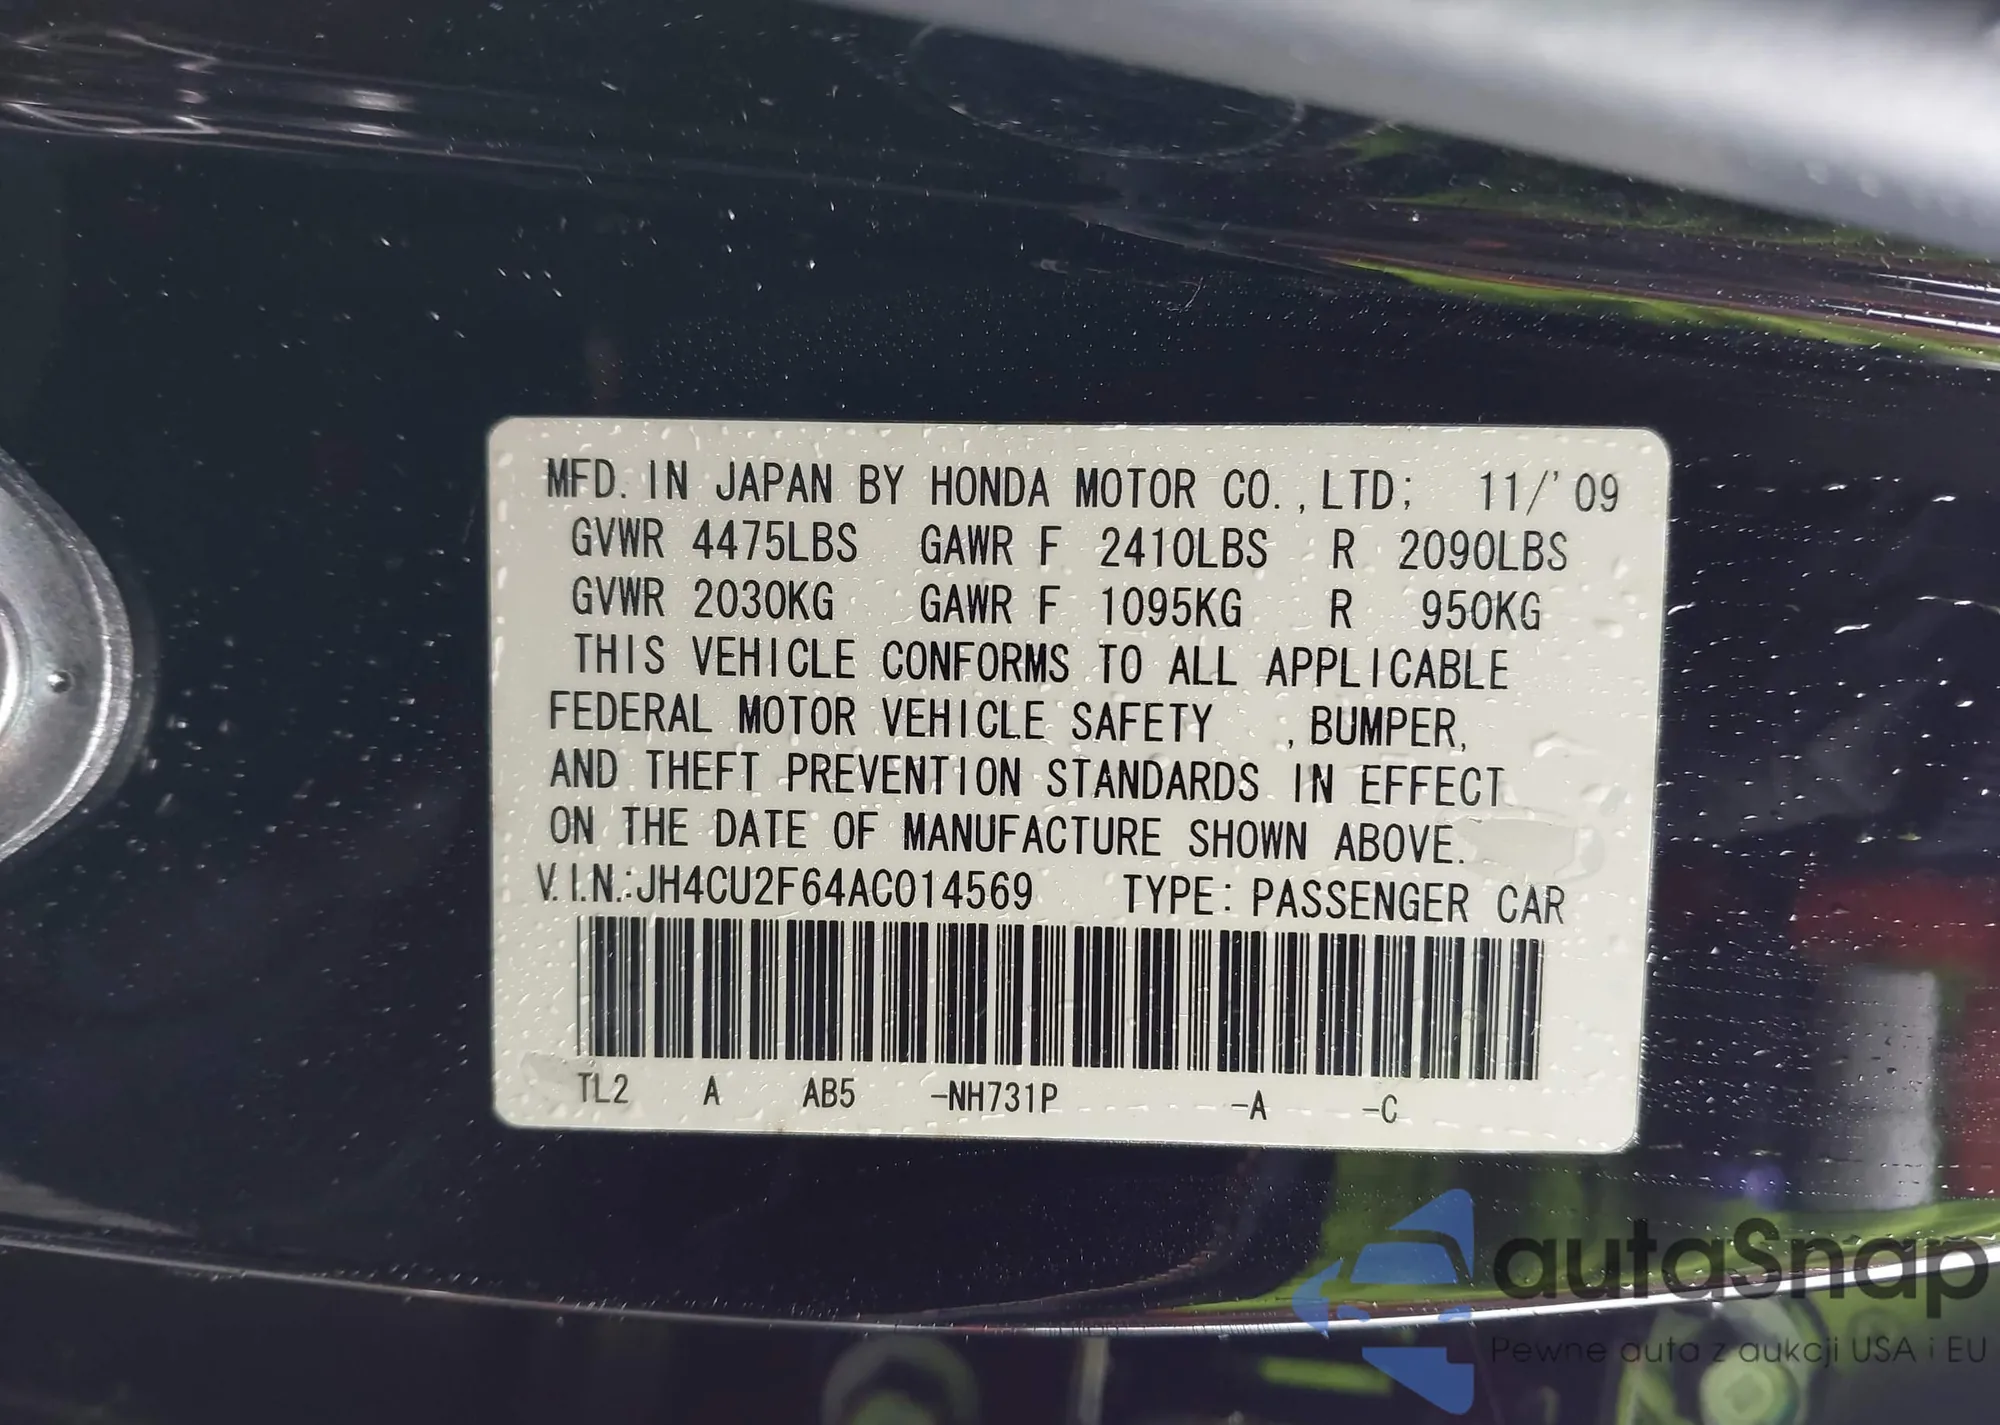 MFD. IN JAPAN BY HONDA MOTOR CO.,LTD; 11/'09
GVWR 4475LBS GAWR F 2410LBS R 2090LBS
GVWR 2030KG GAWR F 1095KG R 950KG
THIS VEHICLE CONFORMS TO ALL APPLICABLE
FEDERAL MOTOR VEHICLE SAFETY , BUMPER,
AND THEFT PREVENTION STANDARDS IN EFFECT
ON THE DATE OF MANUFACTURE SHOWN ABOVE.
V.I.N.:JH4CU2F64AC014569 TYPE: PASSENGER CAR
TL2 A AB5 -NH731P -A -C
autaSnap
Pewne auta z aukcji USA i EU